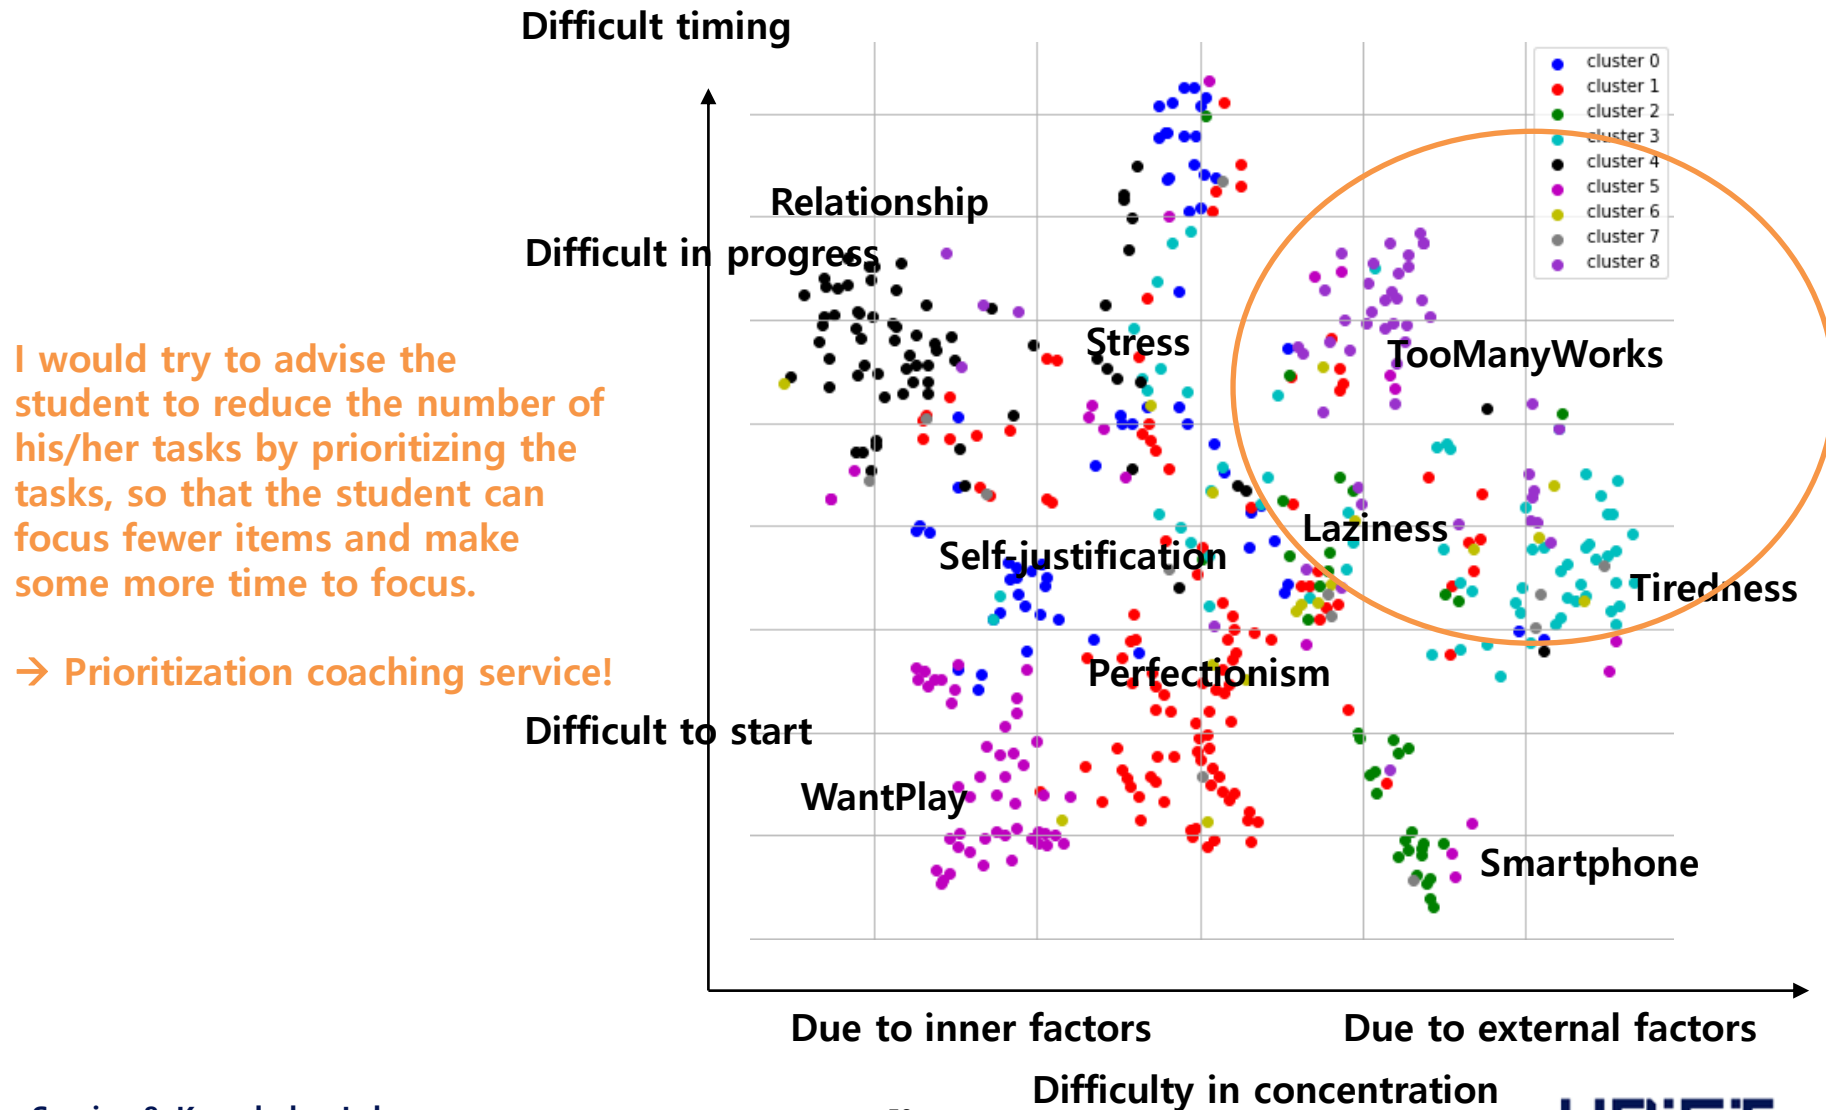 Difficult timing
cluster 0
cluster 1
cluster 2
cluster 3
cluster 4
cluster 5
cluster 6
cluster 7
cluster 8
Relationship
Difficult in progress
Stress
TooManyWorks
I would try to advise the
student to reduce the number of
his/her tasks by prioritizing the
tasks, so that the student can
focus fewer items and make
some more time to focus.
→ Prioritization coaching service!
Laziness
Self-justification
Tiredness
Perfectionism
Difficult to start
WantPlay
Smartphone
Due to inner factors
Due to external factors
Difficulty in concentration